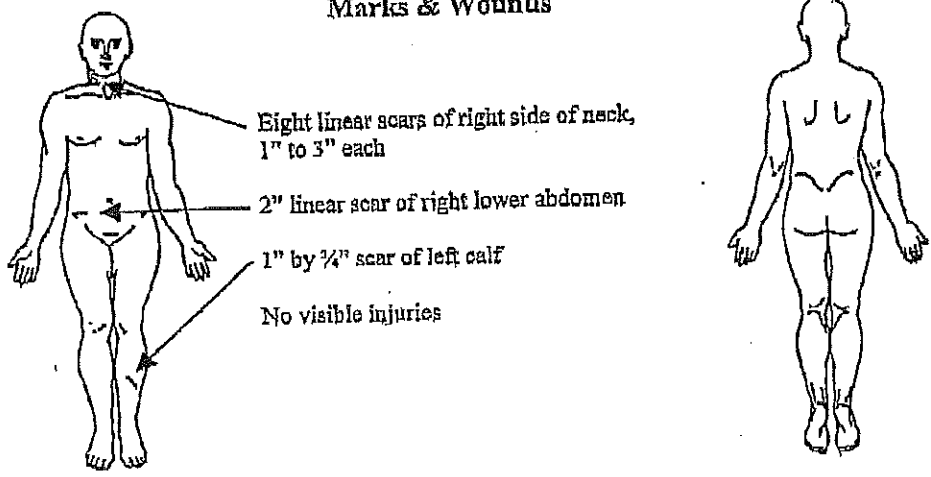 Marks & Wounds
Eight linear scars of right side of neck,
1" to 3" each
2" linear scar of right lower abdomen
1" by ¾" scar of left calf
No visible injuries